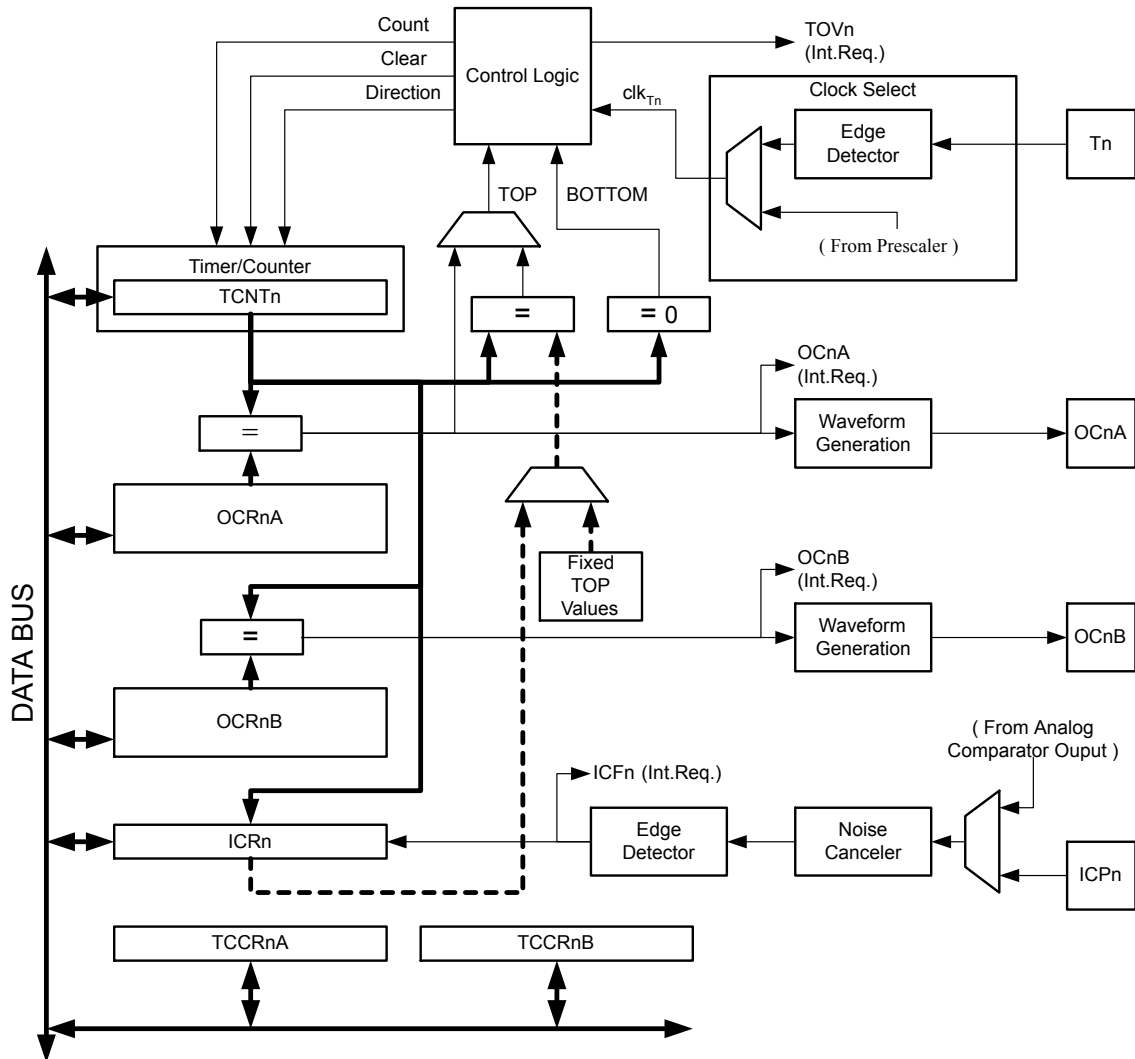 Count
Clear
Direction
Control Logic
TOVn
(Int.Req.)
clkTn
Clock Select
Edge
Detector
Tn
( From Prescaler )
TOP
BOTTOM
Timer/Counter
TCNTn
=
= 0
OCnA
(Int.Req.)
=
Waveform
Generation
OCnA
OCRnA
Fixed
TOP
Values
OCnB
(Int.Req.)
=
Waveform
Generation
OCnB
OCRnB
DATA BUS
( From Analog
Comparator Ouput )
ICFn (Int.Req.)
ICRn
Edge
Detector
Noise
Canceler
ICPn
TCCRnA
TCCRnB